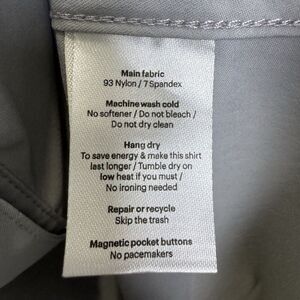 Main fabric
93 Nylon / 7 Spandex
Machine wash cold
No softener / Do not bleach /
Do not dry clean
Hang dry
To save energy & make this shirt
last longer / Tumble dry on
low heat if you must /
No ironing needed
Repair or recycle
Skip the trash
Magnetic pocket buttons
No pacemakers